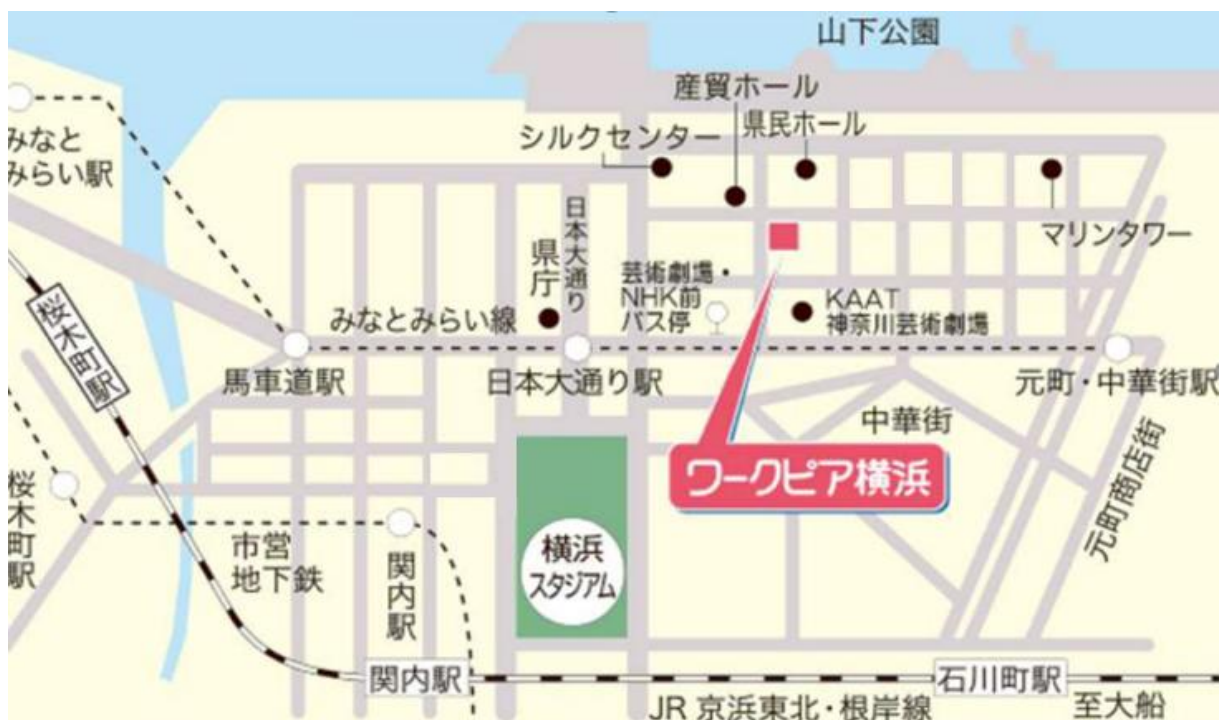 山下公園
産貿ホール
シルクセンター
県民ホール
みなと
みらい駅
マリンタワー
日本大通り
県庁
芸術劇場・
NHK前
バス停
KAAT
神奈川芸術劇場
桜木町駅
みなとみらい線
馬車道駅
日本大通り駅
元町・中華街駅
中華街
ワークピア横浜
元町商店街
桜木町駅
市営
地下鉄
関内駅
横浜
スタジアム
関内駅
石川町駅
JR 京浜東北・根岸線
至大船